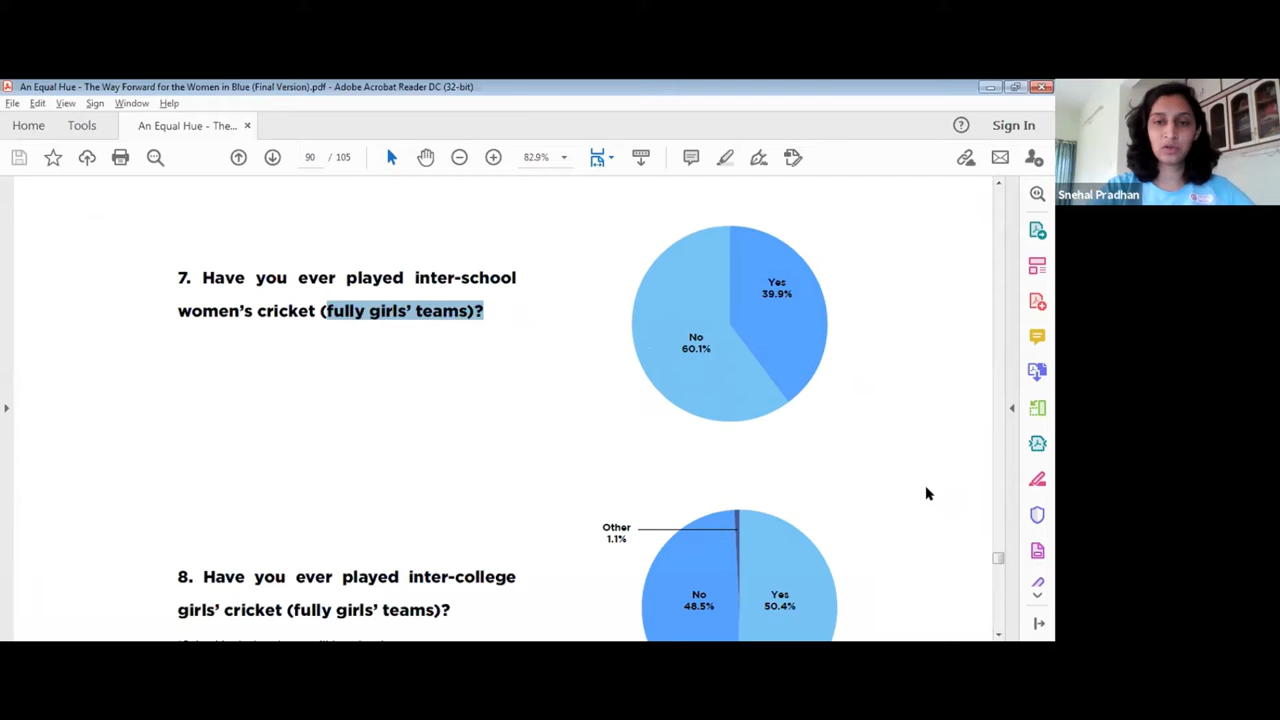 An Equal Hue - The Way Forward for the Women in Blue (Final Version).pdf - Adobe Acrobat Reader DC (32-bit)
File Edit View Sign Window Help
Home Tools An Equal Hue - The... × Sign In
90 / 105 82.9%
Snehal Pradhan
7. Have you ever played inter-school
women's cricket (fully girls' teams)?
Yes
39.9%
No
60.1%
Other
1.1%
8. Have you ever played inter-college
girls' cricket (fully girls' teams)?
No
48.5%
Yes
50.4%